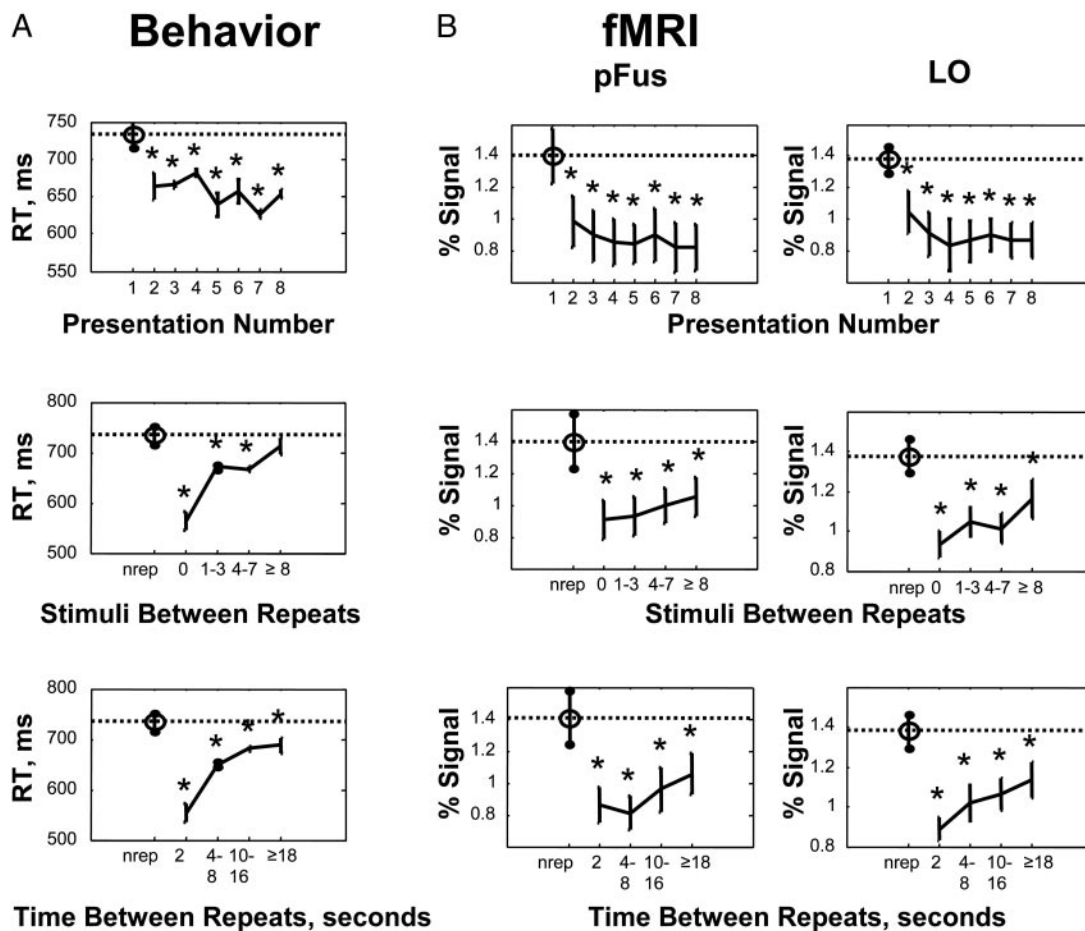 A Behavior B fMRI
pFus LO
750
700
650
600
550
RT, ms
* * * * * * *
1 2 3 4 5 6 7 8
Presentation Number
1.4
1.2
1
0.8
% Signal
* * * * * * *
1 2 3 4 5 6 7 8
1.4
1.2
1
0.8
% Signal
* * * * * * *
1 2 3 4 5 6 7 8
Presentation Number
800
700
600
500
RT, ms
* * *
nrep 0 1-3 4-7 ≥ 8
Stimuli Between Repeats
1.4
1.2
1
0.8
% Signal
* * * *
nrep 0 1-3 4-7 ≥ 8
1.4
1.2
1
0.8
% Signal
* * * *
nrep 0 1-3 4-7 ≥ 8
Stimuli Between Repeats
800
700
600
500
RT, ms
* * * *
nrep 2 4- 10- ≥18
8 16
Time Between Repeats, seconds
1.4
1.2
1
0.8
% Signal
* * * *
nrep 2 4- 10- ≥18
8 16
1.4
1.2
1
0.8
% Signal
* * * *
nrep 2 4- 10- ≥18
8 16
Time Between Repeats, seconds